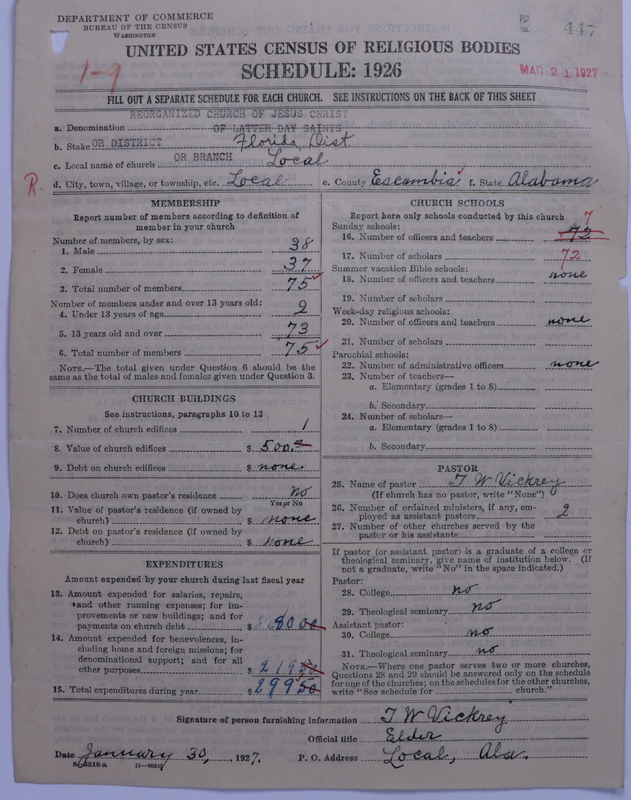 DEPARTMENT OF COMMERCE
BUREAU OF THE CENSUS
WASHINGTON
447
UNITED STATES CENSUS OF RELIGIOUS BODIES
SCHEDULE: 1926
1-9
MAR 21 1927
FILL OUT A SEPARATE SCHEDULE FOR EACH CHURCH. SEE INSTRUCTIONS ON THE BACK OF THIS SHEET
REORGANIZED CHURCH OF JESUS CHRIST
a. Denomination OF LATTER DAY SAINTS
b. Stake OR DISTRICT Florida Dist
c. Local name of church OR BRANCH Local
R. d. City, town, village, or township, etc. Local e. County Escambia f. State Alabama
MEMBERSHIP
Report number of members according to definition of
member in your church
Number of members, by sex:
1. Male 38
2. Female 37
3. Total number of members 75
Number of members under and over 13 years old:
4. Under 13 years of age 2
5. 13 years old and over 73
6. Total number of members 75
NOTE.—The total given under Question 6 should be the
same as the total of males and females given under Question 3.
CHURCH BUILDINGS
See instructions, paragraphs 10 to 12
7. Number of church edifices 1
8. Value of church edifices $ 500.00
9. Debt on church edifices $ none
10. Does church own pastor's residence no
Yes or No
11. Value of pastor's residence (if owned by
church) $ none
12. Debt on pastor's residence (if owned by
church) $ none
EXPENDITURES
Amount expended by your church during last fiscal year
13. Amount expended for salaries, repairs,
and other running expenses; for im-
provements or new buildings; and for
payments on church debt $ 80 00
14. Amount expended for benevolences, in-
cluding home and foreign missions; for
denominational support; and for all
other purposes $ 219 50
15. Total expenditures during year $ 299 50
CHURCH SCHOOLS
Report here only schools conducted by this church
Sunday schools: 7
16. Number of officers and teachers 72
17. Number of scholars 72
Summer vacation Bible schools:
18. Number of officers and teachers none
19. Number of scholars
Week-day religious schools:
20. Number of officers and teachers none
21. Number of scholars
Parochial schools:
22. Number of administrative officers none
23. Number of teachers—
a. Elementary (grades 1 to 8)
b. Secondary
24. Number of scholars—
a. Elementary (grades 1 to 8)
b. Secondary
PASTOR
25. Name of pastor T W Vickrey
(If church has no pastor, write "None")
26. Number of ordained ministers, if any, em-
ployed as assistant pastors 2
27. Number of other churches served by the
pastor or his assistants
If pastor (or assistant pastor) is a graduate of a college or
theological seminary, give name of institution below. (If
not a graduate, write "No" in the space indicated.)
Pastor:
28. College no
29. Theological seminary no
Assistant pastor:
30. College no
31. Theological seminary no
NOTE.—Where one pastor serves two or more churches,
Questions 28 and 29 should be answered only on the schedule
for one of the churches; on the schedules for the other churches,
write "See schedule for church."
Signature of person furnishing information T W Vickrey
Official title Elder
Date January 30, 1927. P. O. Address Local, Ala.